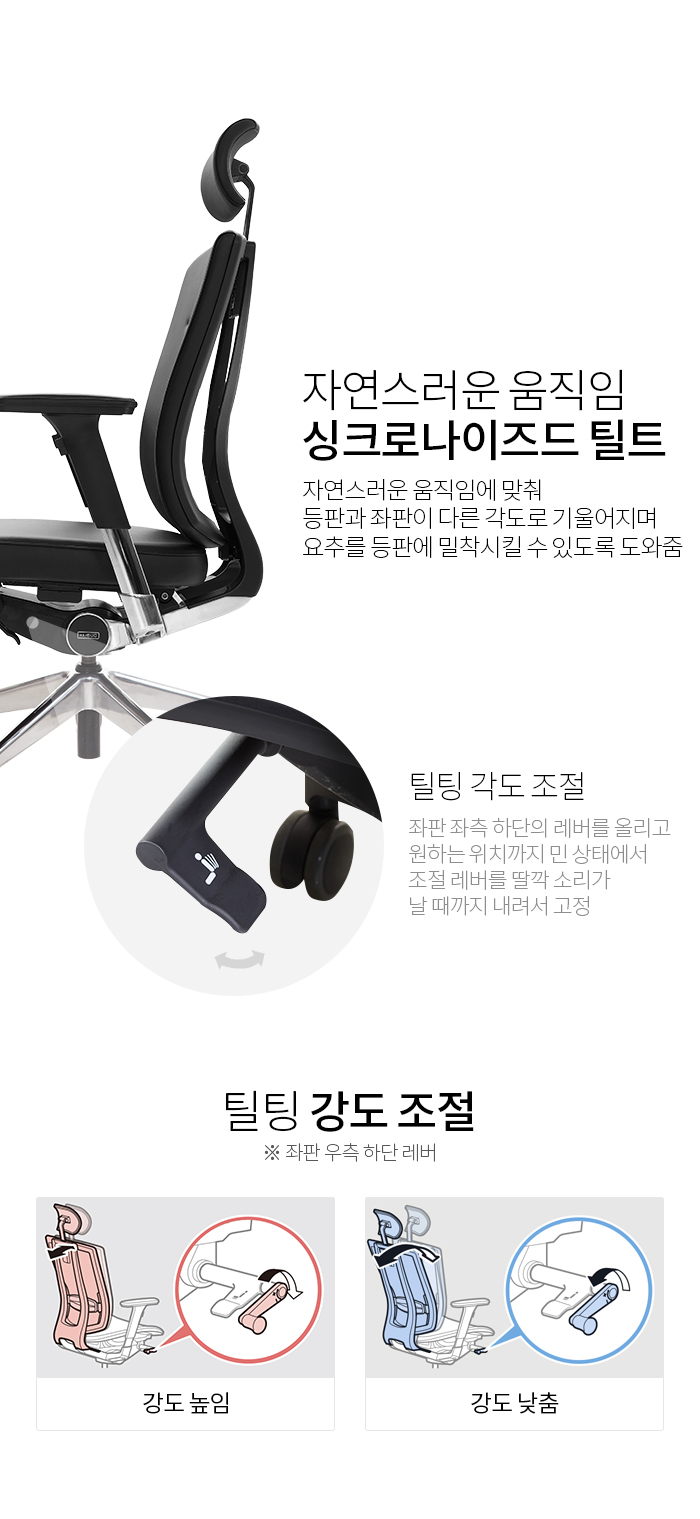 자연스러운 움직임
싱크로나이즈드 틸트
자연스러운 움직임에 맞춰
등판과 좌판이 다른 각도로 기울어지며
요추를 등판에 밀착시킬 수 있도록 도와줌
틸팅 각도 조절
좌판 좌측 하단의 레버를 올리고
원하는 위치까지 민 상태에서
조절 레버를 딸깍 소리가
날 때까지 내려서 고정
틸팅 강도 조절
※ 좌판 우측 하단 레버
강도 높임
강도 낮춤